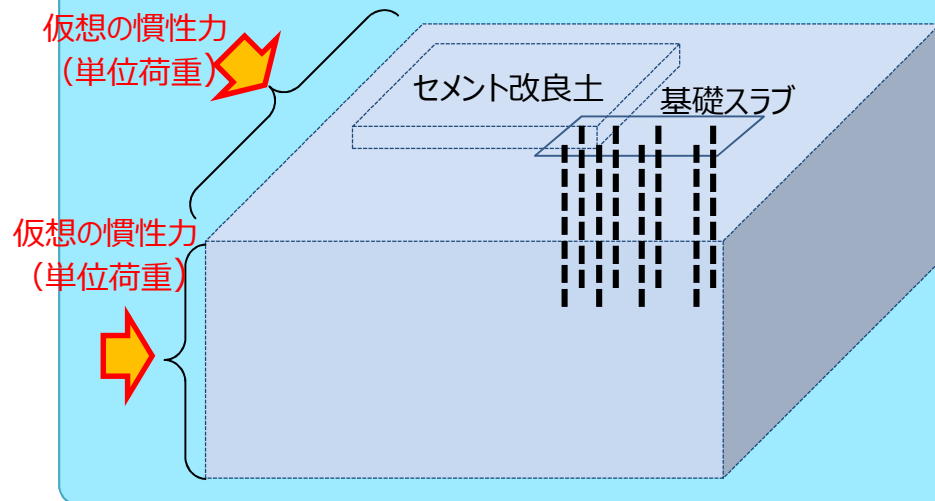 仮想の慣性力
（単位荷重）
セメント改良土
基礎スラブ
仮想の慣性力
（単位荷重）